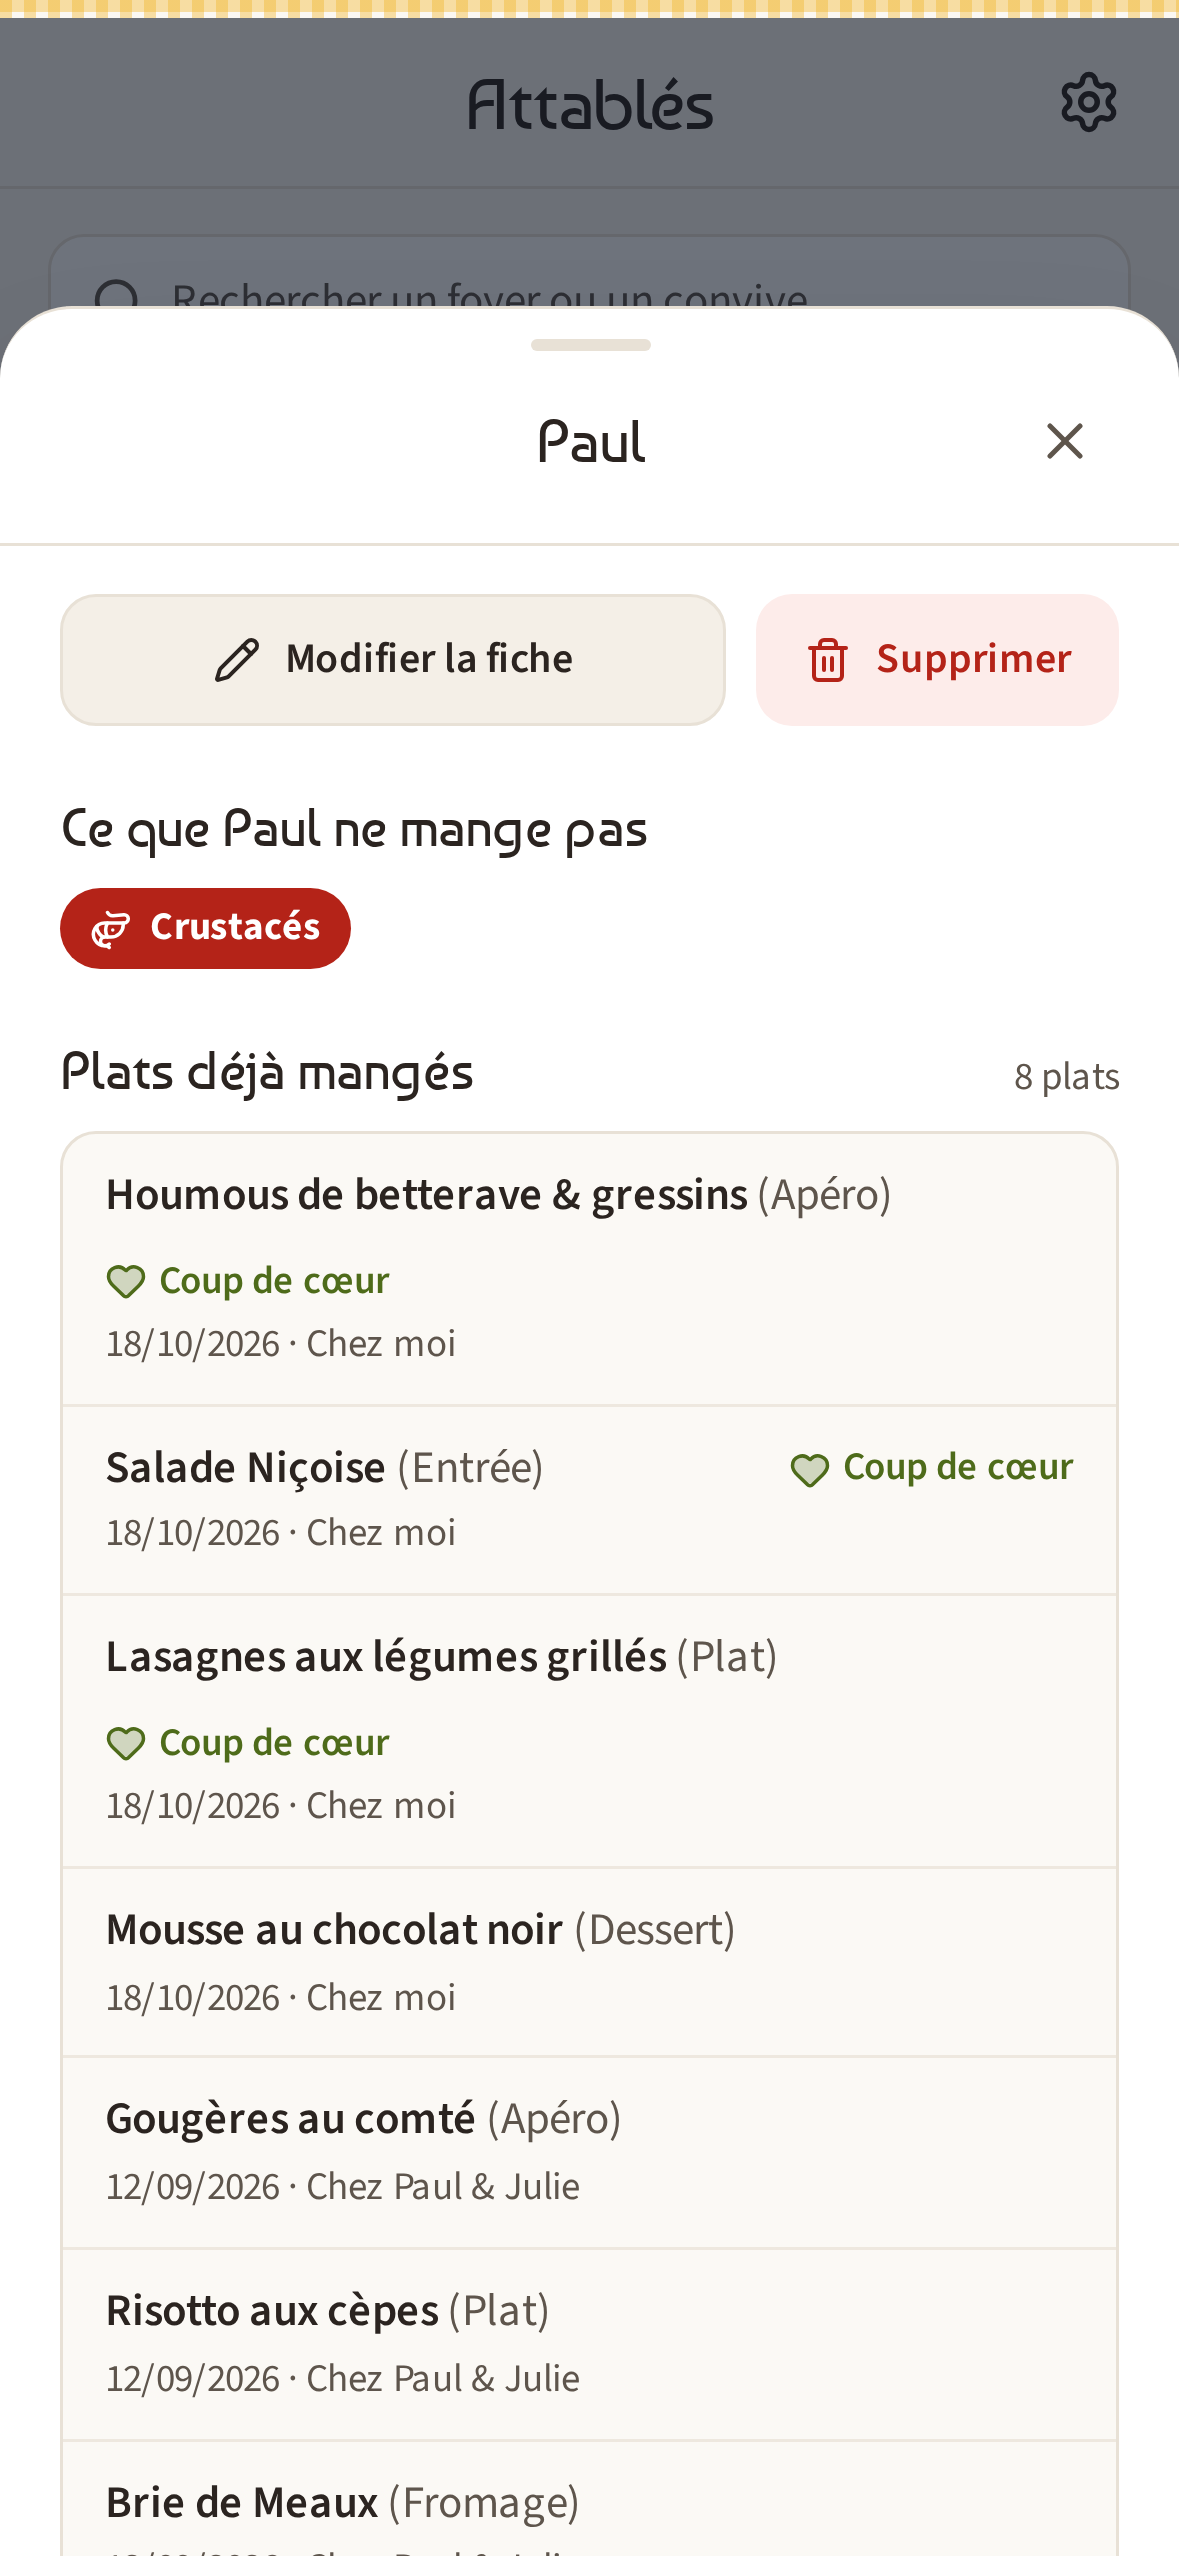 Attablés
Rechercher un foyer ou un convive
Paul
Modifier la fiche
Supprimer
Ce que Paul ne mange pas
Crustacés
Plats déjà mangés
8 plats
Houmous de betterave & gressins (Apéro)
Coup de cœur
18/10/2026 · Chez moi
Salade Niçoise (Entrée)
Coup de cœur
18/10/2026 · Chez moi
Lasagnes aux légumes grillés (Plat)
Coup de cœur
18/10/2026 · Chez moi
Mousse au chocolat noir (Dessert)
18/10/2026 · Chez moi
Gougères au comté (Apéro)
12/09/2026 · Chez Paul & Julie
Risotto aux cèpes (Plat)
12/09/2026 · Chez Paul & Julie
Brie de Meaux (Fromage)